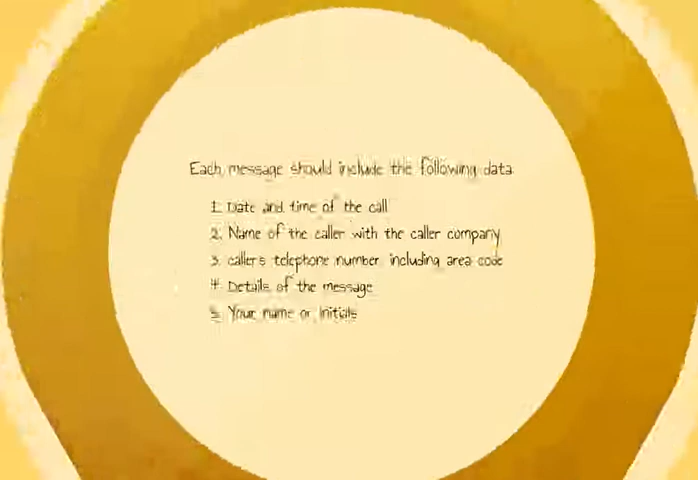 Each message should include the following data
1. Date and time of the call
2. Name of the caller with the caller company
3. caller's telephone number including area code
4. Details of the message
5. Your name or initials